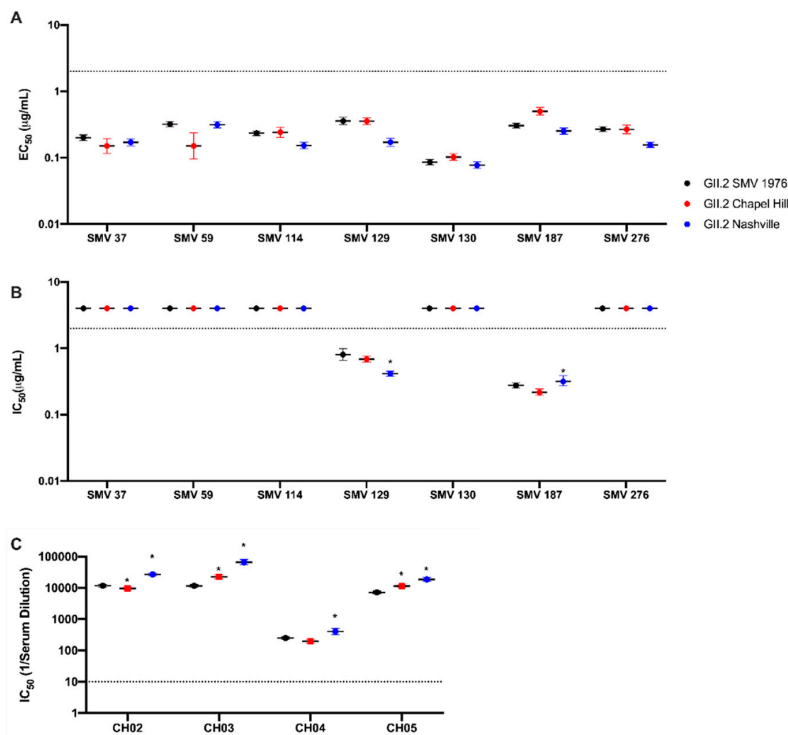 A
EC50 (µg/mL)
10
1
0.1
0.01
SMV 37 SMV 59 SMV 114 SMV 129 SMV 130 SMV 187 SMV 276
GII.2 SMV 1976
GII.2 Chapel Hill
GII.2 Nashville
B
IC50(µg/mL)
10
1
0.1
0.01
* *
SMV 37 SMV 59 SMV 114 SMV 129 SMV 130 SMV 187 SMV 276
C
IC50 (1/Serum Dilution)
100000
10000
1000
100
10
1
* * * * * * *
CH02 CH03 CH04 CH05